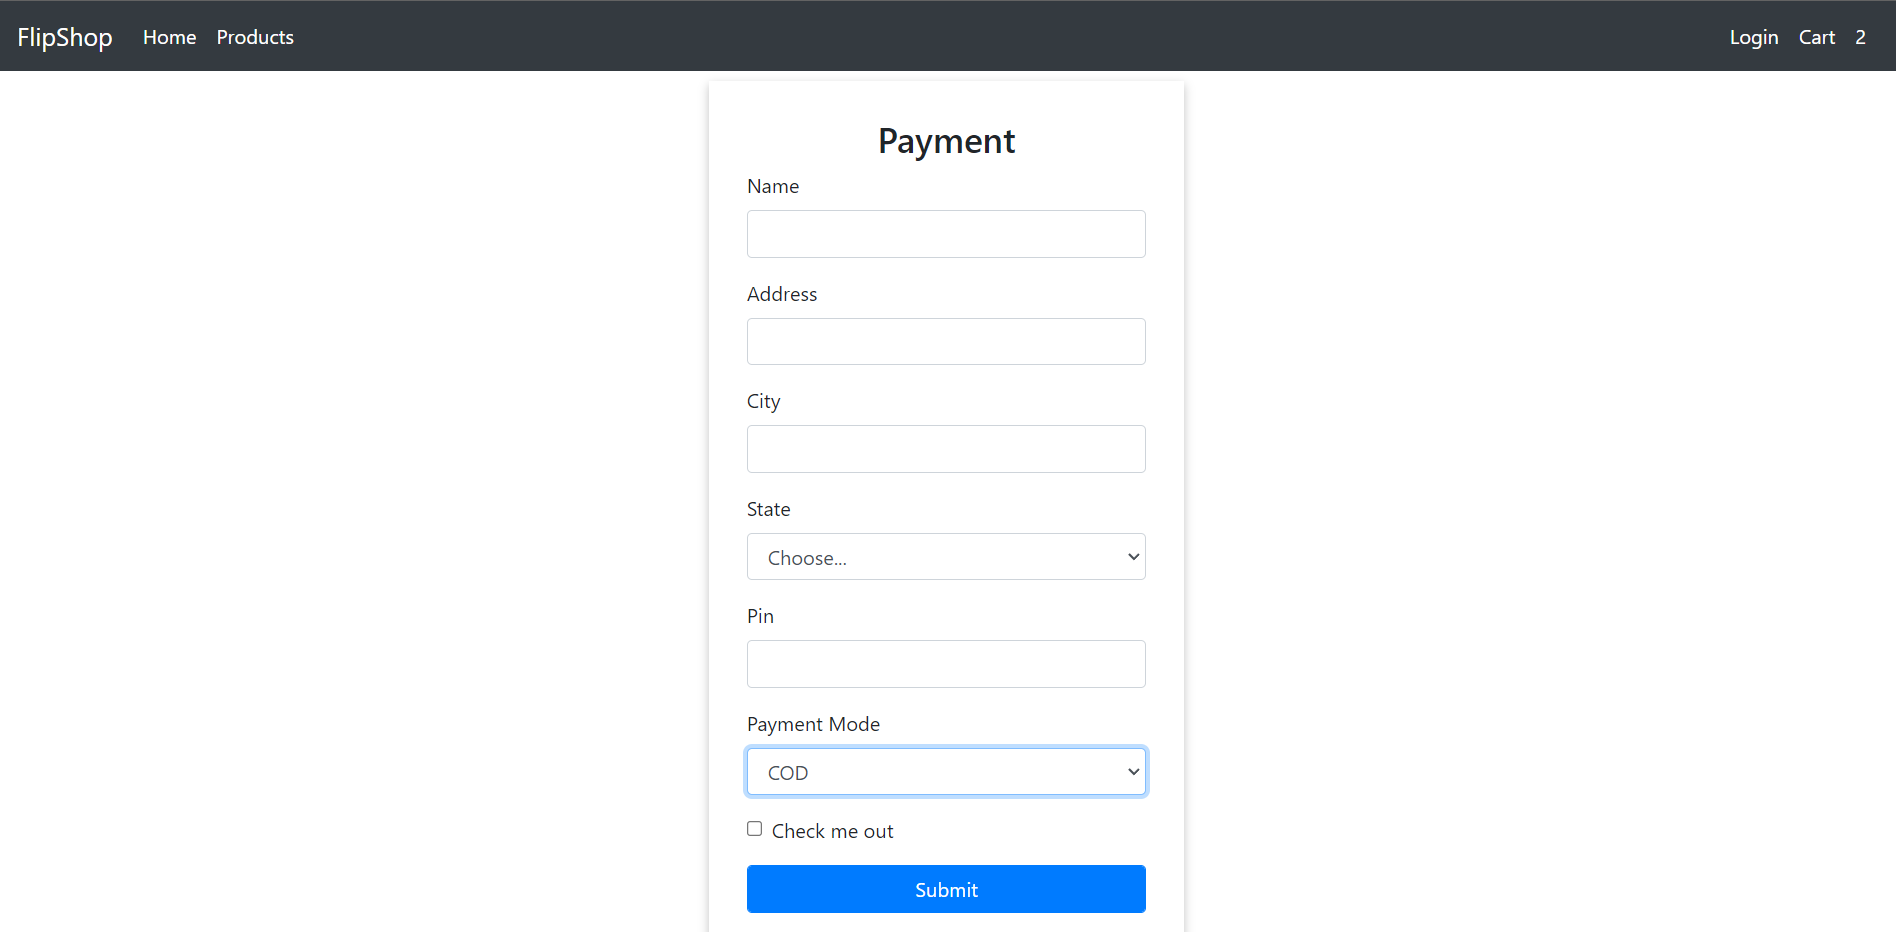 FlipShop Home Products Login Cart 2
Payment
Name
Address
City
State
Choose...
Pin
Payment Mode
COD
Check me out
Submit